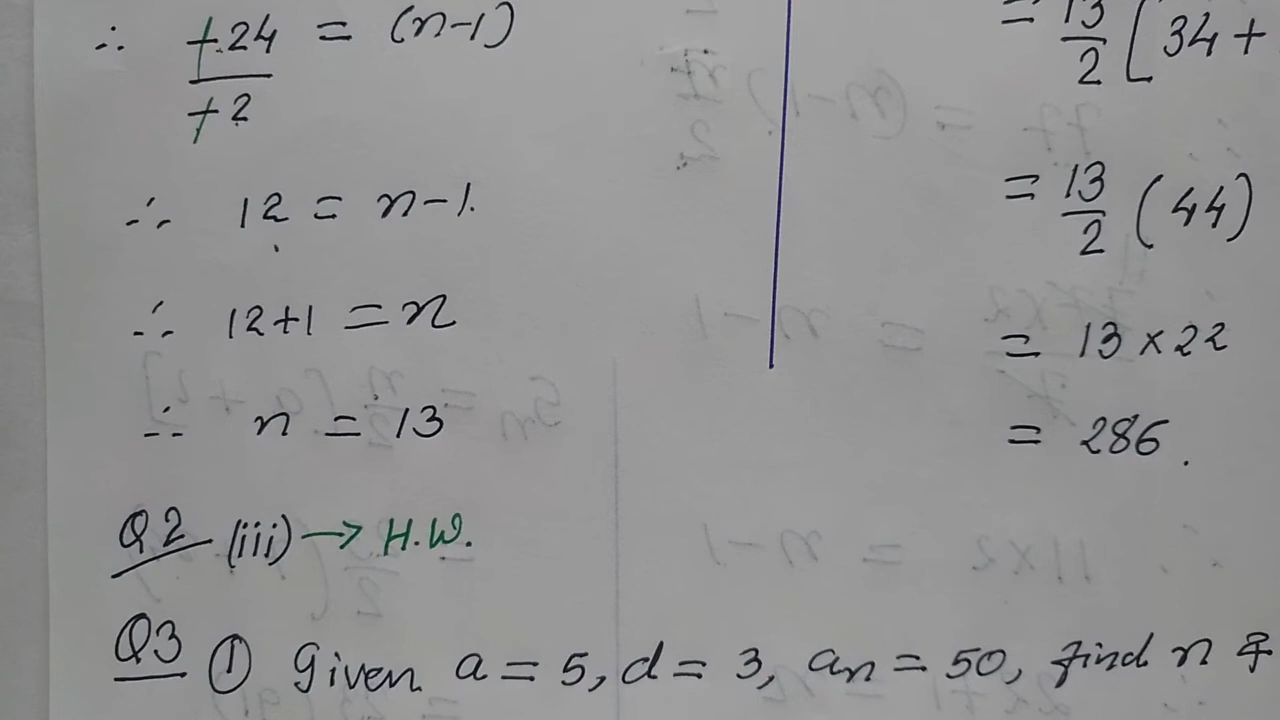 ∴ +24/+2 = (n-1)
∴ 12 = n-1.
∴ 12+1 = n
∴ n = 13
= 13/2 [34 +
= 13/2 (44)
= 13 × 22
= 286.
Q2 (iii) → H.W.
Q3 ① Given a = 5, d = 3, an = 50, find n &